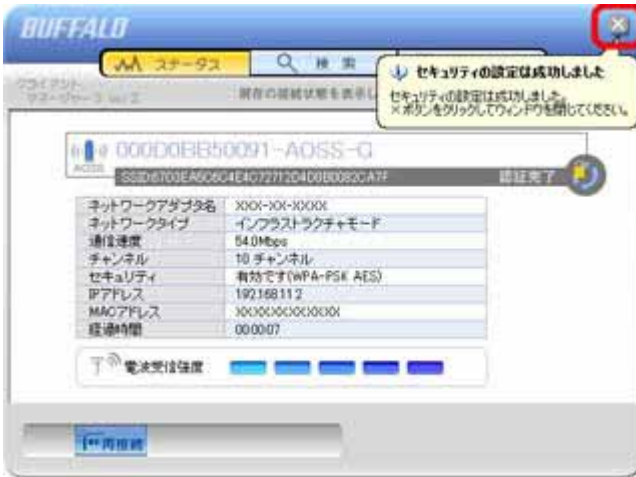 BUFFALO
ステータス
検索
クライアント
マネージャ3 Ver.2
現在の接続状態を表示し
セキュリティの設定は成功しました
セキュリティの設定は成功しました。
×ボタンをクリックしてウィンドウを閉じてください。
000D0BB50091-AOSS-G
AOSS
認証完了
ネットワークアダプタ名 XXX-XX-XXXX
ネットワークタイプ インフラストラクチャモード
通信速度 54.0Mbps
チャンネル 10 チャンネル
セキュリティ 有効です(WPA-PSK AES)
IPアドレス 192.168.11.2
MACアドレス XXXXXXXXXXXX
経過時間 00:00:07
電波受信強度
再接続